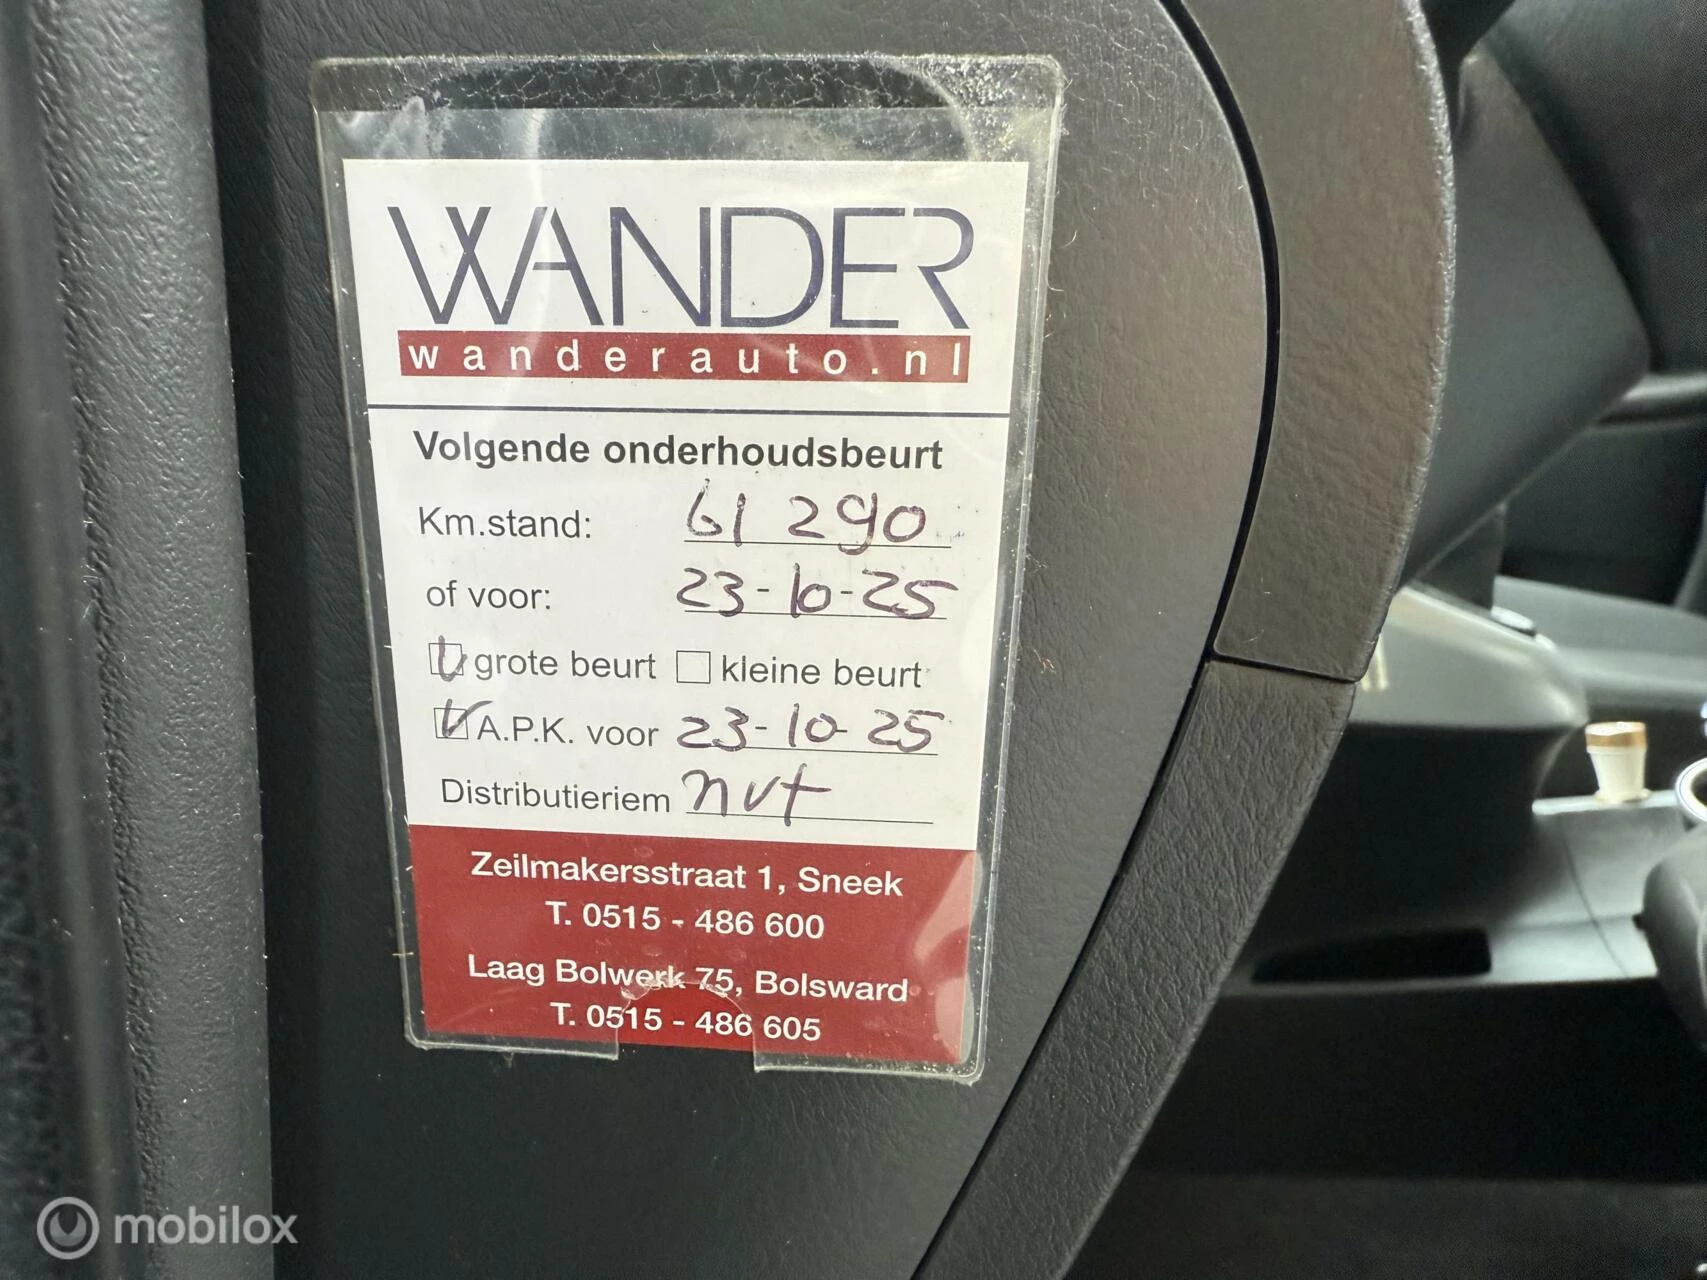 WANDER
wanderauto.nl
Volgende onderhoudsbeurt
Km.stand: 61 290
of voor: 23-10-25
grote beurt kleine beurt
A.P.K. voor 23-10-25
Distributieriem nvt
Zeilmakersstraat 1, Sneek
T. 0515 - 486 600
Laag Bolwerk 75, Bolsward
T. 0515 - 486 605
mobilox